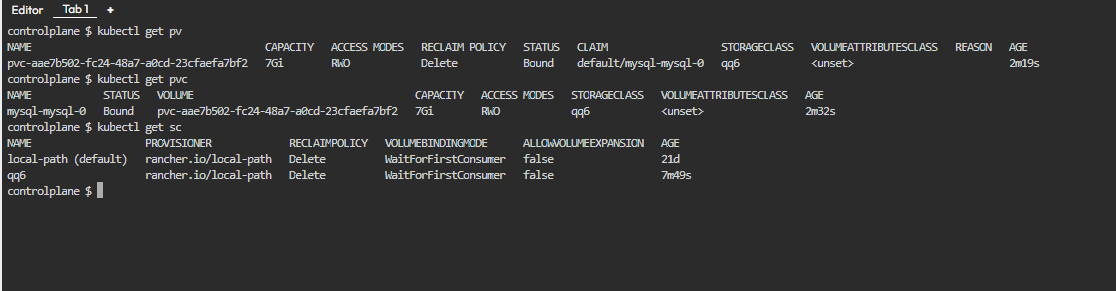 Editor Tab 1 +
controlplane $ kubectl get pv
NAME CAPACITY ACCESS MODES RECLAIM POLICY STATUS CLAIM STORAGECLASS VOLUMEATTRIBUTESCLASS REASON AGE
pvc-aae7b502-fc24-48a7-a0cd-23cfaefa7bf2 7Gi RWO Delete Bound default/mysql-mysql-0 qq6 <unset> 2m19s
controlplane $ kubectl get pvc
NAME STATUS VOLUME CAPACITY ACCESS MODES STORAGECLASS VOLUMEATTRIBUTESCLASS AGE
mysql-mysql-0 Bound pvc-aae7b502-fc24-48a7-a0cd-23cfaefa7bf2 7Gi RWO qq6 <unset> 2m32s
controlplane $ kubectl get sc
NAME PROVISIONER RECLAIMPOLICY VOLUMEBINDINGMODE ALLOWVOLUMEEXPANSION AGE
local-path (default) rancher.io/local-path Delete WaitForFirstConsumer false 21d
qq6 rancher.io/local-path Delete WaitForFirstConsumer false 7m49s
controlplane $